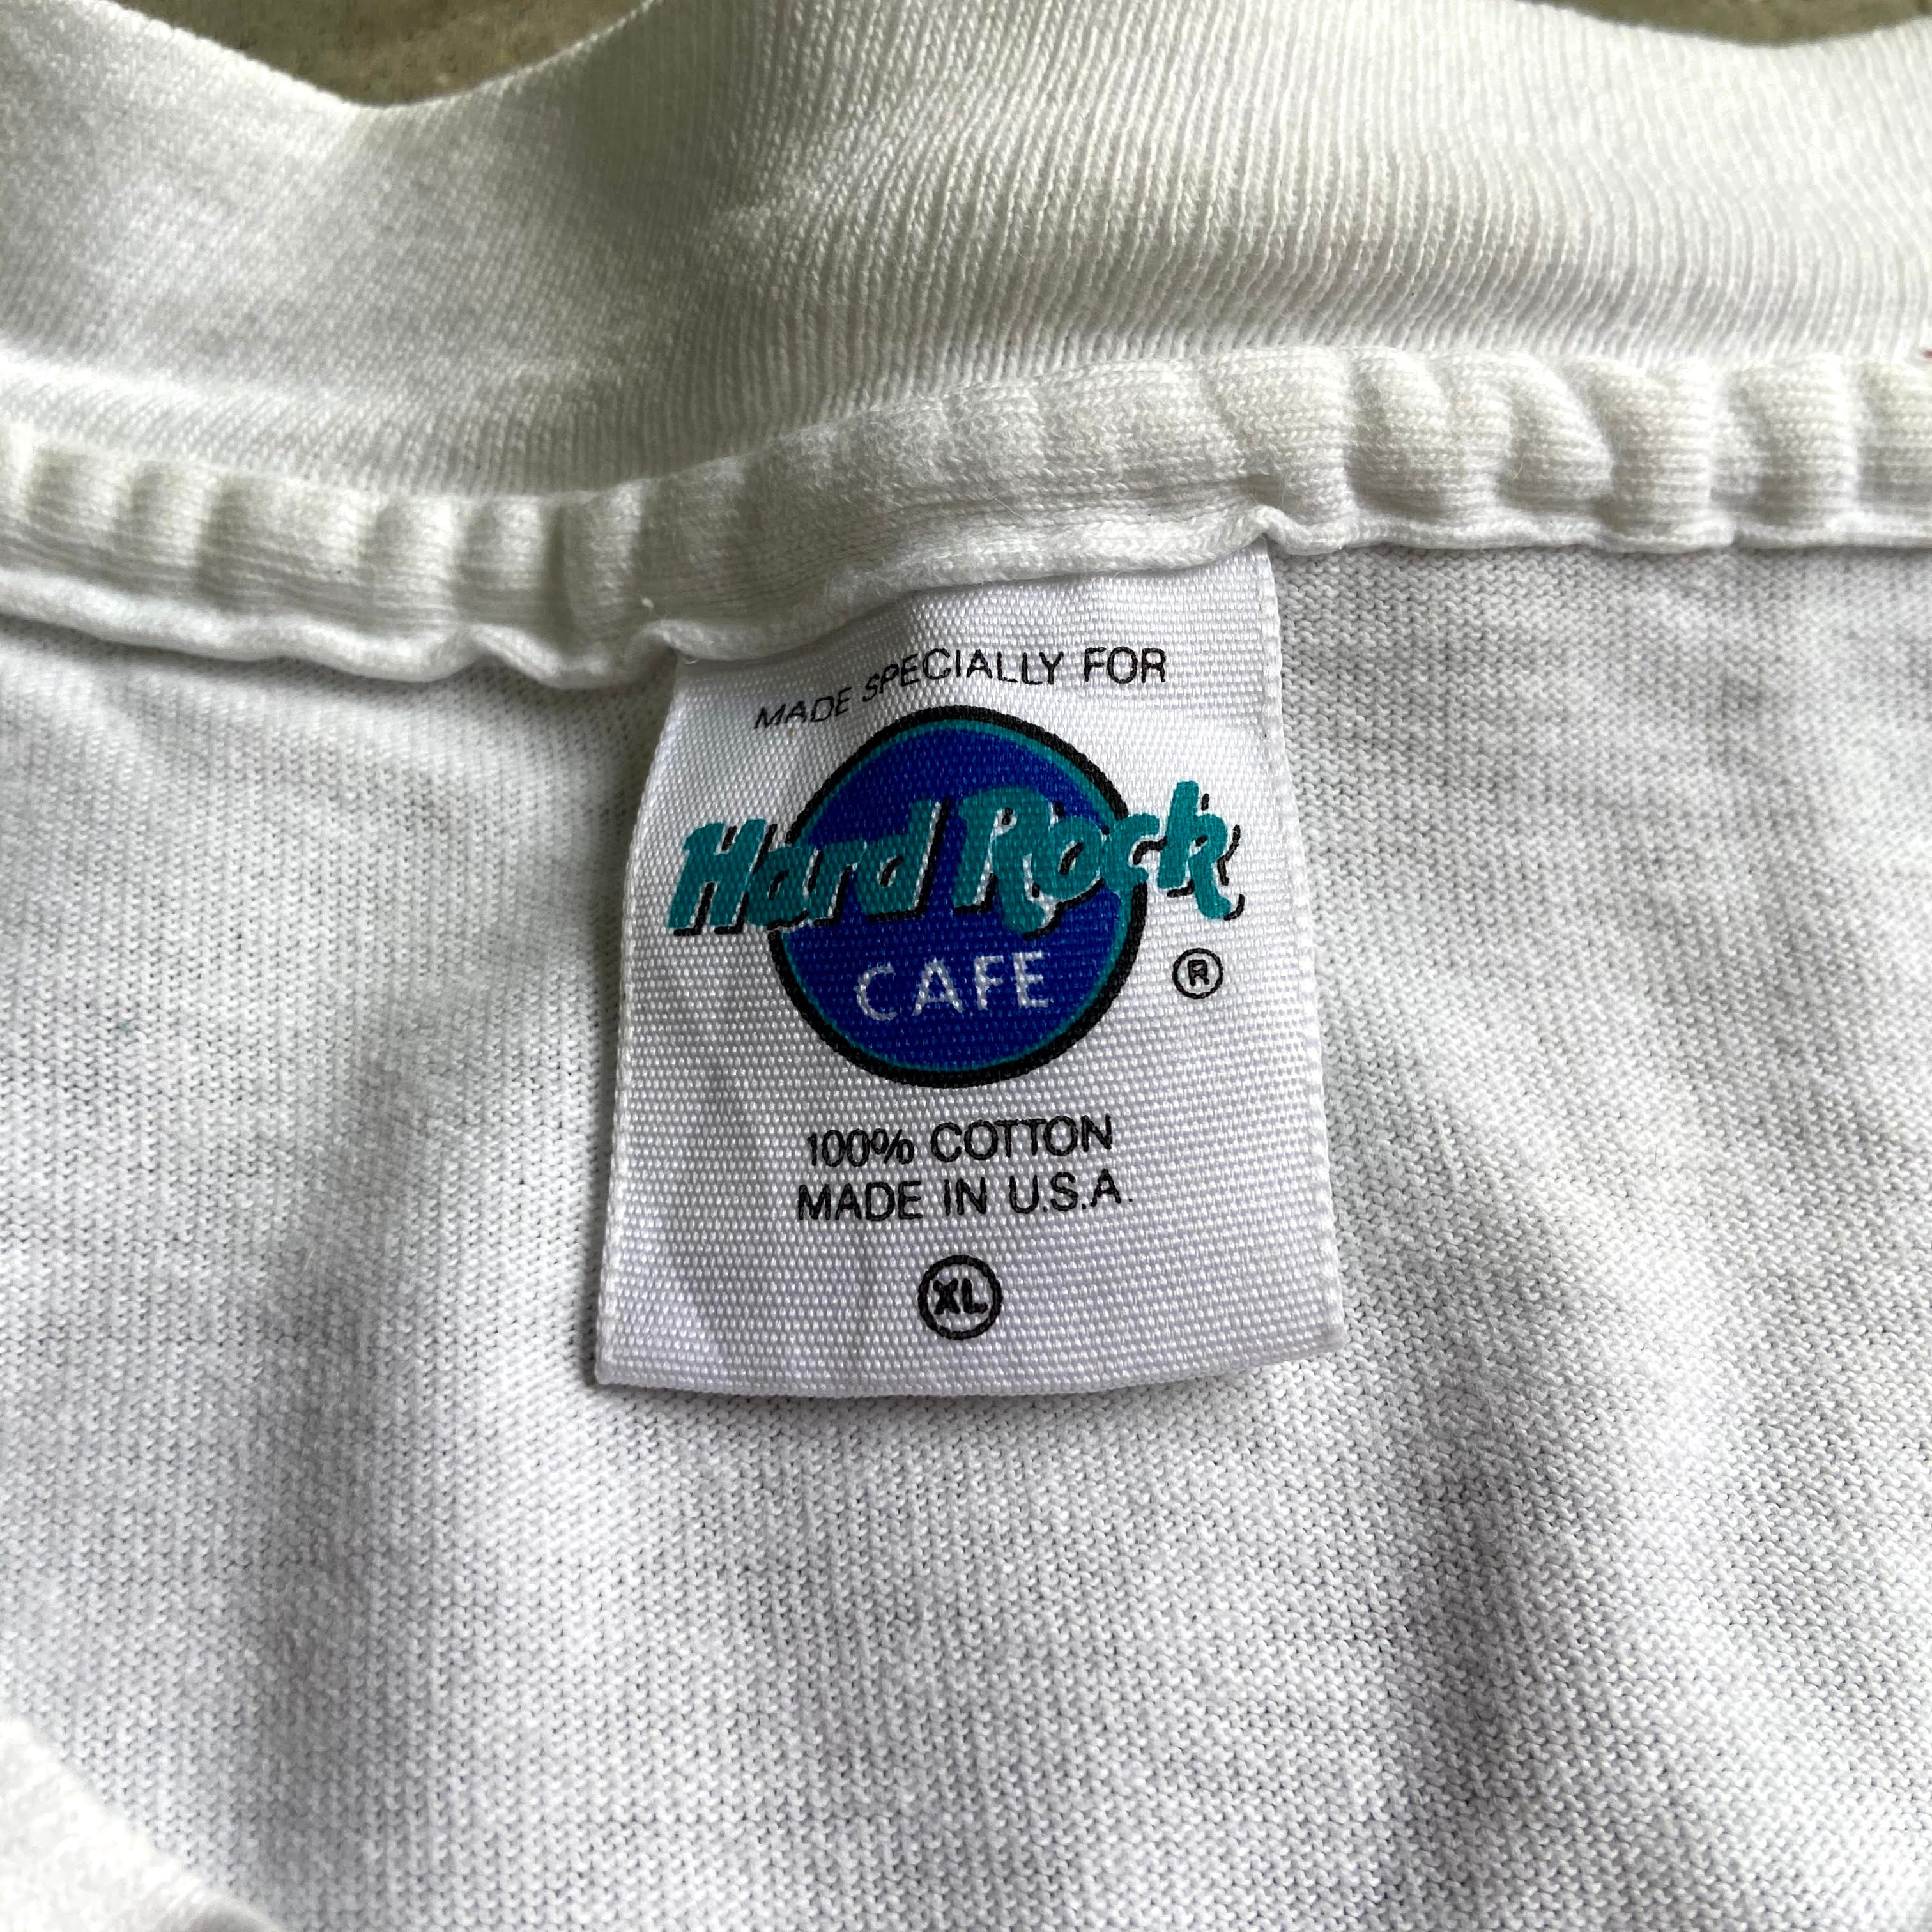 MADE SPECIALLY FOR
Hard Rock
CAFE
®
100% COTTON
MADE IN U.S.A.
XL